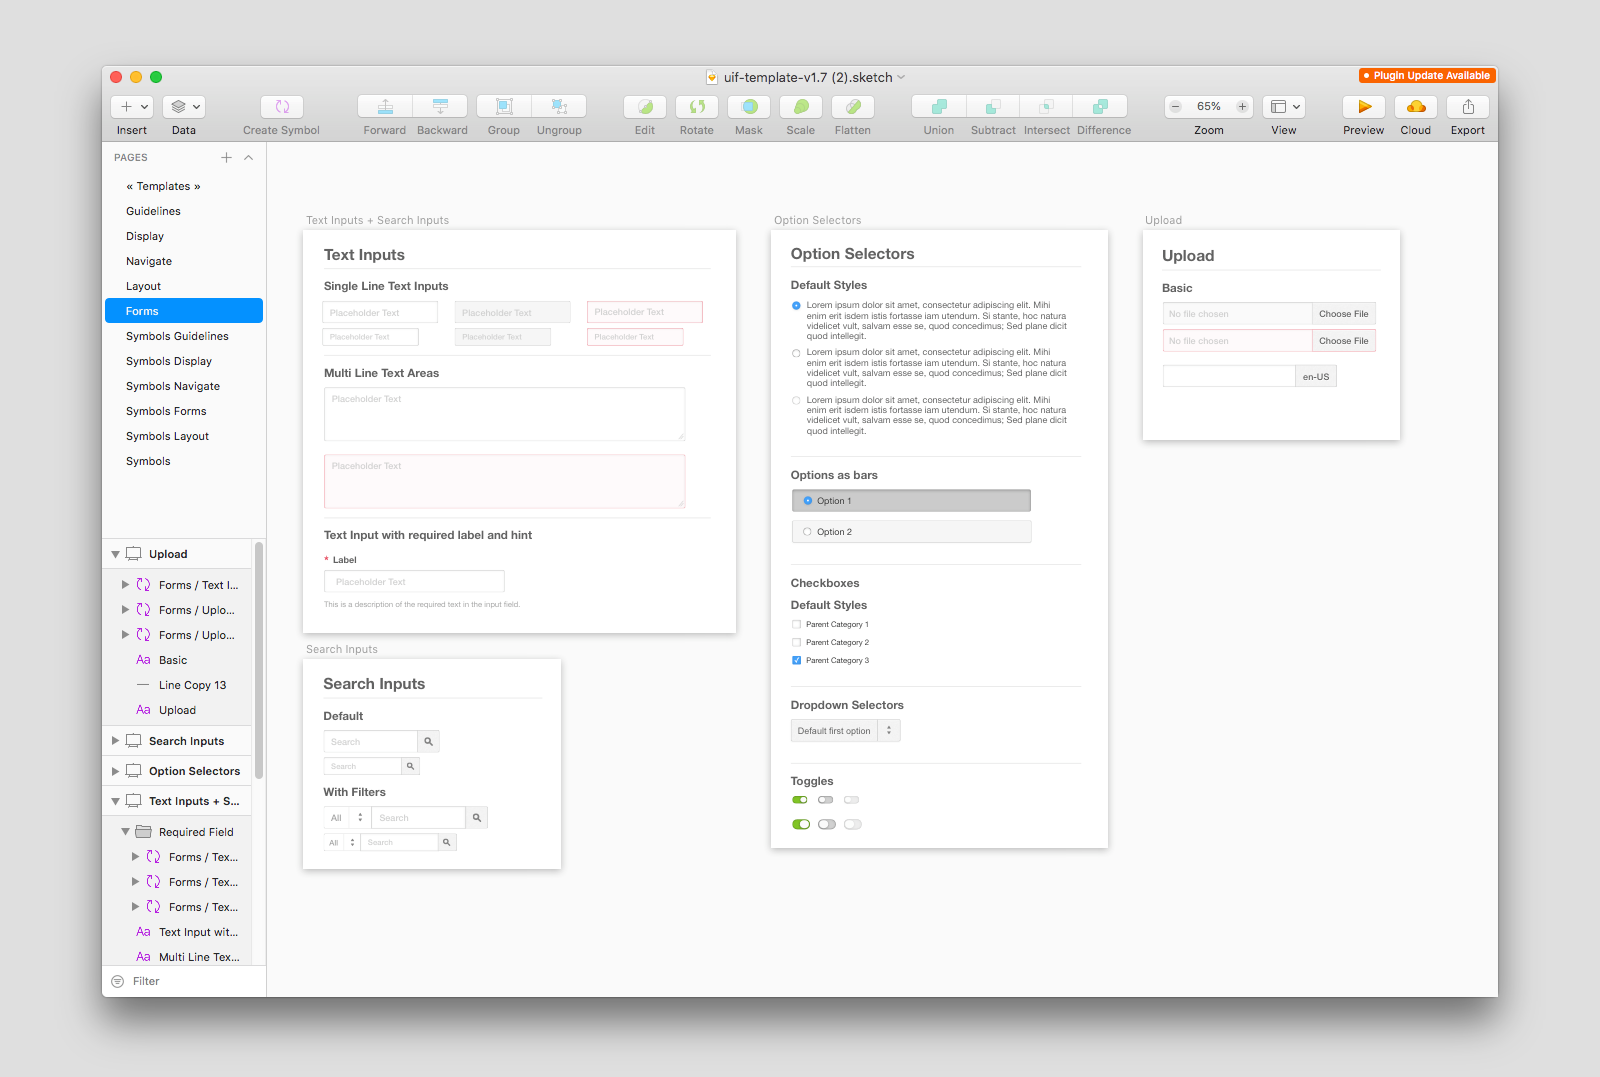 uif-template-v1.7 (2).sketch
Plugin Update Available
65%
Insert
Data
Create Symbol
Forward
Backward
Group
Ungroup
Edit
Rotate
Mask
Scale
Flatten
Union
Subtract
Intersect
Difference
Zoom
View
Preview
Cloud
Export
PAGES
« Templates »
Guidelines
Display
Navigate
Layout
Forms
Symbols Guidelines
Symbols Display
Symbols Navigate
Symbols Forms
Symbols Layout
Symbols
Upload
Forms / Text I...
Forms / Uplo...
Forms / Uplo...
Aa Basic
Line Copy 13
Aa Upload
Search Inputs
Option Selectors
Text Inputs + S...
Required Field
Forms / Tex...
Forms / Tex...
Forms / Tex...
Aa Text Input wit...
Aa Multi Line Tex...
Filter
Text Inputs + Search Inputs
Text Inputs
Single Line Text Inputs
Placeholder Text
Placeholder Text
Placeholder Text
Placeholder Text
Placeholder Text
Placeholder Text
Multi Line Text Areas
Placeholder Text
Placeholder Text
Text Input with required label and hint
* Label
Placeholder Text
This is a description of the required text in the input field.
Search Inputs
Search Inputs
Default
Search
Search
With Filters
All
Search
All
Search
Option Selectors
Option Selectors
Default Styles
Lorem ipsum dolor sit amet, consectetur adipiscing elit. Mihi
enim erit isdem istis fortasse iam utendum. Si stante, hoc natura
videlicet vult, salvam esse se, quod concedimus; Sed plane dicit
quod intellegit.
Lorem ipsum dolor sit amet, consectetur adipiscing elit. Mihi
enim erit isdem istis fortasse iam utendum. Si stante, hoc natura
videlicet vult, salvam esse se, quod concedimus; Sed plane dicit
quod intellegit.
Lorem ipsum dolor sit amet, consectetur adipiscing elit. Mihi
enim erit isdem istis fortasse iam utendum. Si stante, hoc natura
videlicet vult, salvam esse se, quod concedimus; Sed plane dicit
quod intellegit.
Options as bars
Option 1
Option 2
Checkboxes
Default Styles
Parent Category 1
Parent Category 2
Parent Category 3
Dropdown Selectors
Default first option
Toggles
Upload
Upload
Basic
No file chosen
Choose File
No file chosen
Choose File
en-US